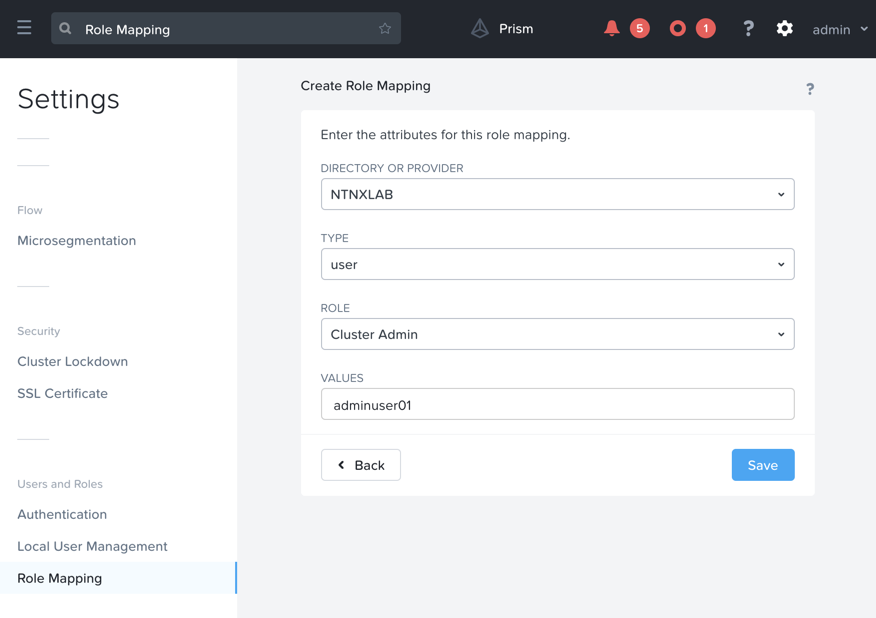 Role Mapping
Prism
5
1
?
admin
Settings
Flow
Microsegmentation
Security
Cluster Lockdown
SSL Certificate
Users and Roles
Authentication
Local User Management
Role Mapping
Create Role Mapping
?
Enter the attributes for this role mapping.
DIRECTORY OR PROVIDER
NTNXLAB
TYPE
user
ROLE
Cluster Admin
VALUES
adminuser01
Back
Save